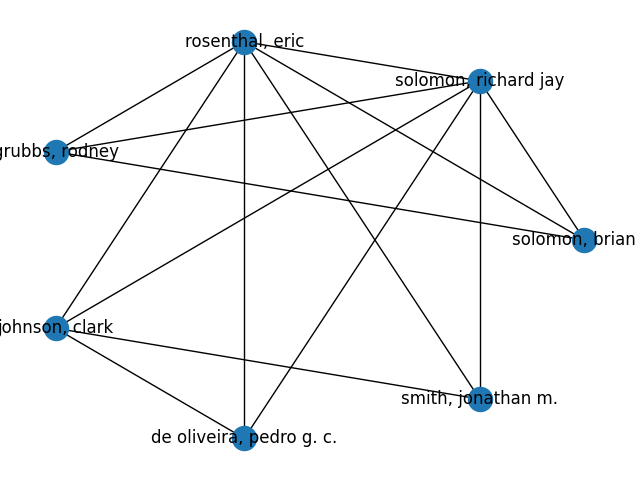 rosenthal, eric
solomon, richard jay
grubbs, rodney
solomon, brian
johnson, clark
smith, jonathan m.
de oliveira, pedro g. c.